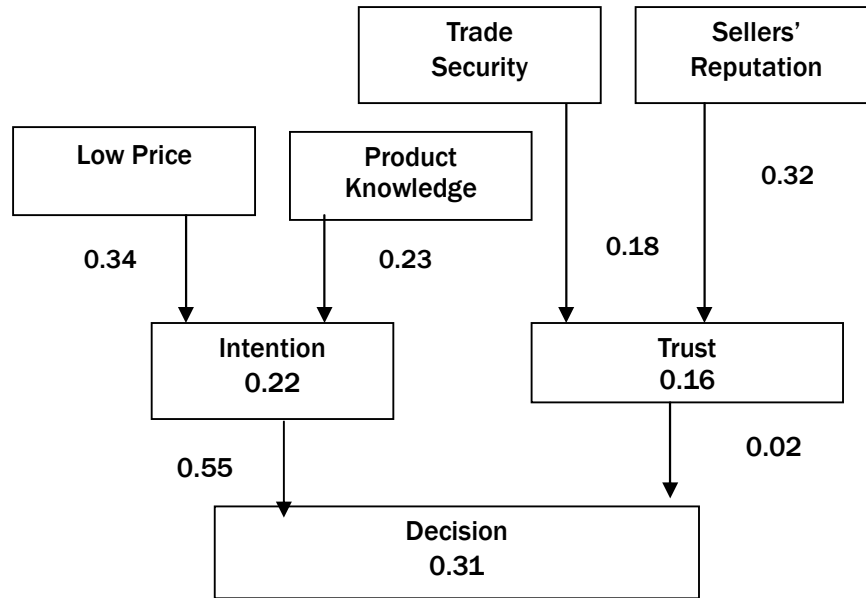 Trade
Security
Sellers'
Reputation
Low Price
Product
Knowledge
0.32
0.34
0.23
0.18
Intention
0.22
Trust
0.16
0.55
0.02
Decision
0.31